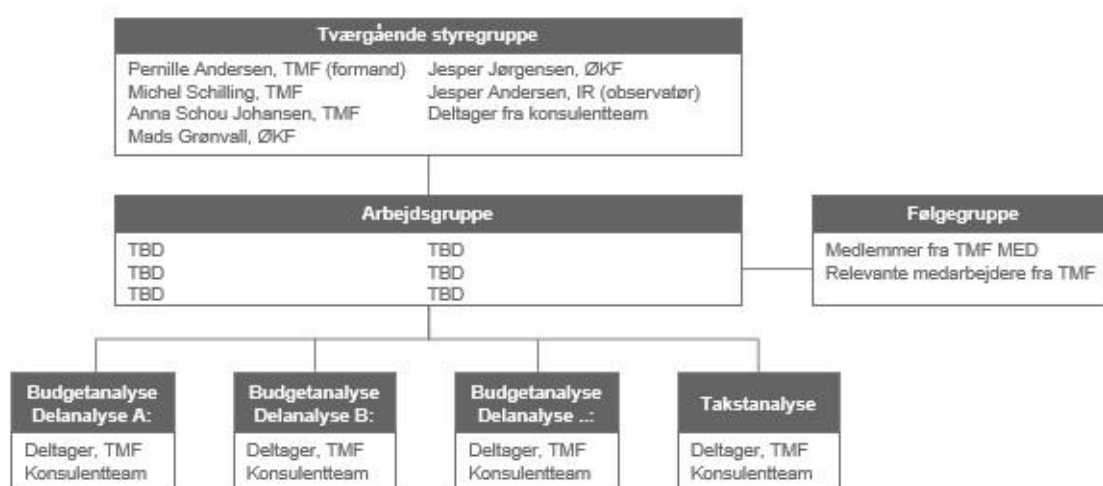 Tværgående styregruppe
Pernille Andersen, TMF (formand)
Michel Schilling, TMF
Anna Schou Johansen, TMF
Mads Grønvall, ØKF
Jesper Jørgensen, ØKF
Jesper Andersen, IR (observatør)
Deltager fra konsulentteam
Arbejdsgruppe
TBD
TBD
TBD
TBD
TBD
TBD
Følgegruppe
Medlemmer fra TMF MED
Relevante medarbejdere fra TMF
Budgetanalyse
Delanalyse A:
Deltager, TMF
Konsulentteam
Budgetanalyse
Delanalyse B:
Deltager, TMF
Konsulentteam
Budgetanalyse
Delanalyse ...:
Deltager, TMF
Konsulentteam
Takstanalyse
Deltager, TMF
Konsulentteam